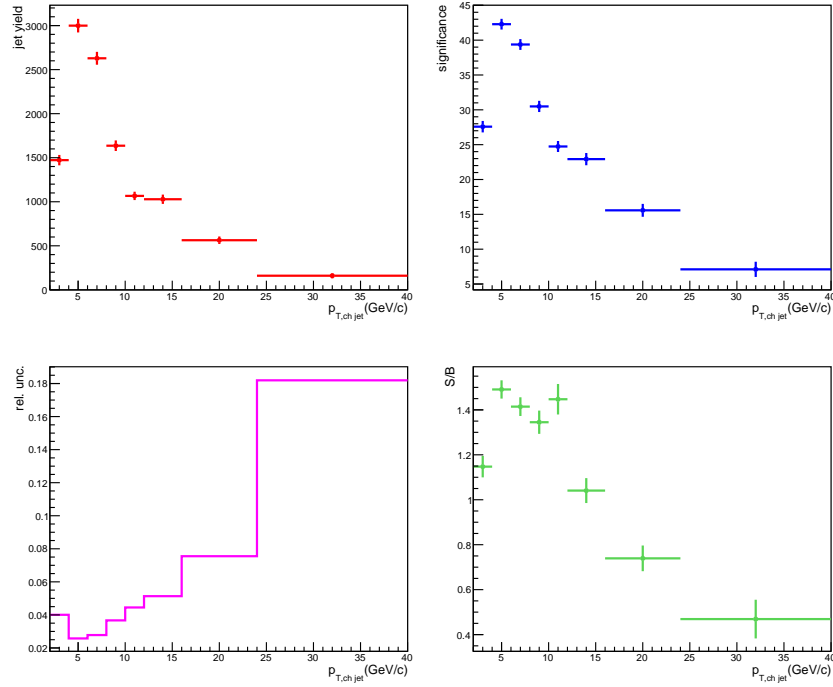 jet yield
3000
2500
2000
1500
1000
500
0
5 10 15 20 25 30 35 40
p_T,ch jet (GeV/c)
significance
45
40
35
30
25
20
15
10
5
5 10 15 20 25 30 35 40
p_T,ch jet (GeV/c)
rel. unc.
0.18
0.16
0.14
0.12
0.1
0.08
0.06
0.04
0.02
5 10 15 20 25 30 35 40
p_T,ch jet (GeV/c)
S/B
1.4
1.2
1
0.8
0.6
0.4
5 10 15 20 25 30 35 40
p_T,ch jet (GeV/c)